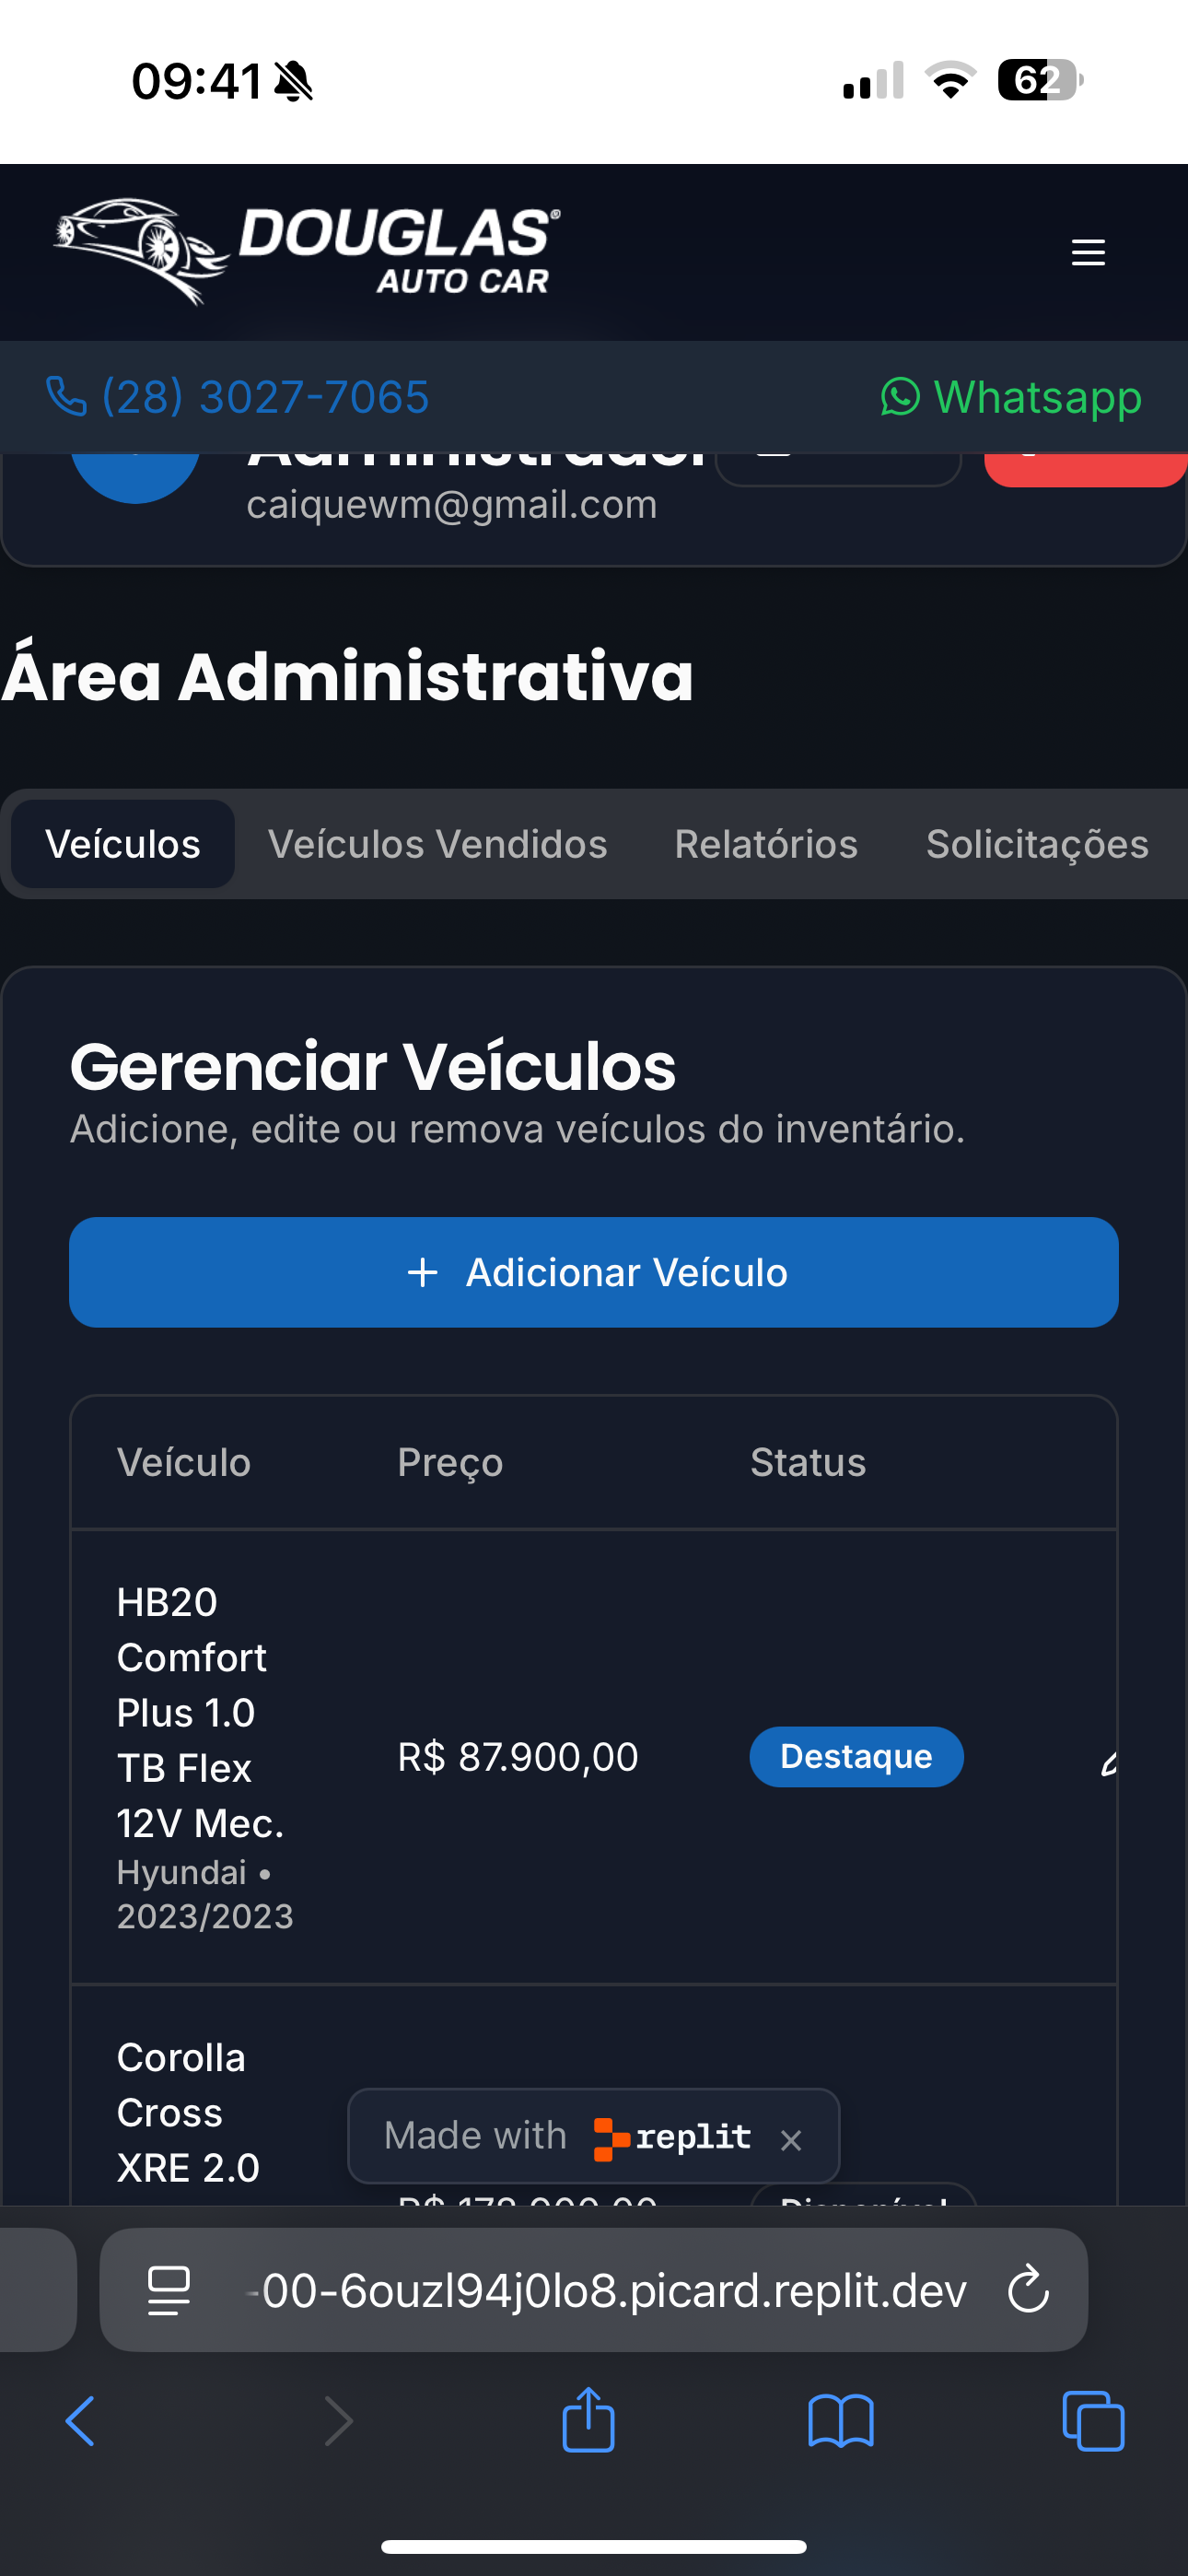 09:41
62
DOUGLAS®
AUTO CAR
(28) 3027-7065
Whatsapp
Administrador
caiquewm@gmail.com
Área Administrativa
Veículos
Veículos Vendidos
Relatórios
Solicitações
Gerenciar Veículos
Adicione, edite ou remova veículos do inventário.
+ Adicionar Veículo
Veículo
Preço
Status
HB20
Comfort
Plus 1.0
TB Flex
12V Mec.
Hyundai •
2023/2023
R$ 87.900,00
Destaque
Corolla
Cross
XRE 2.0
Made with replit ×
Disponível
-00-6ouzl94j0lo8.picard.replit.dev